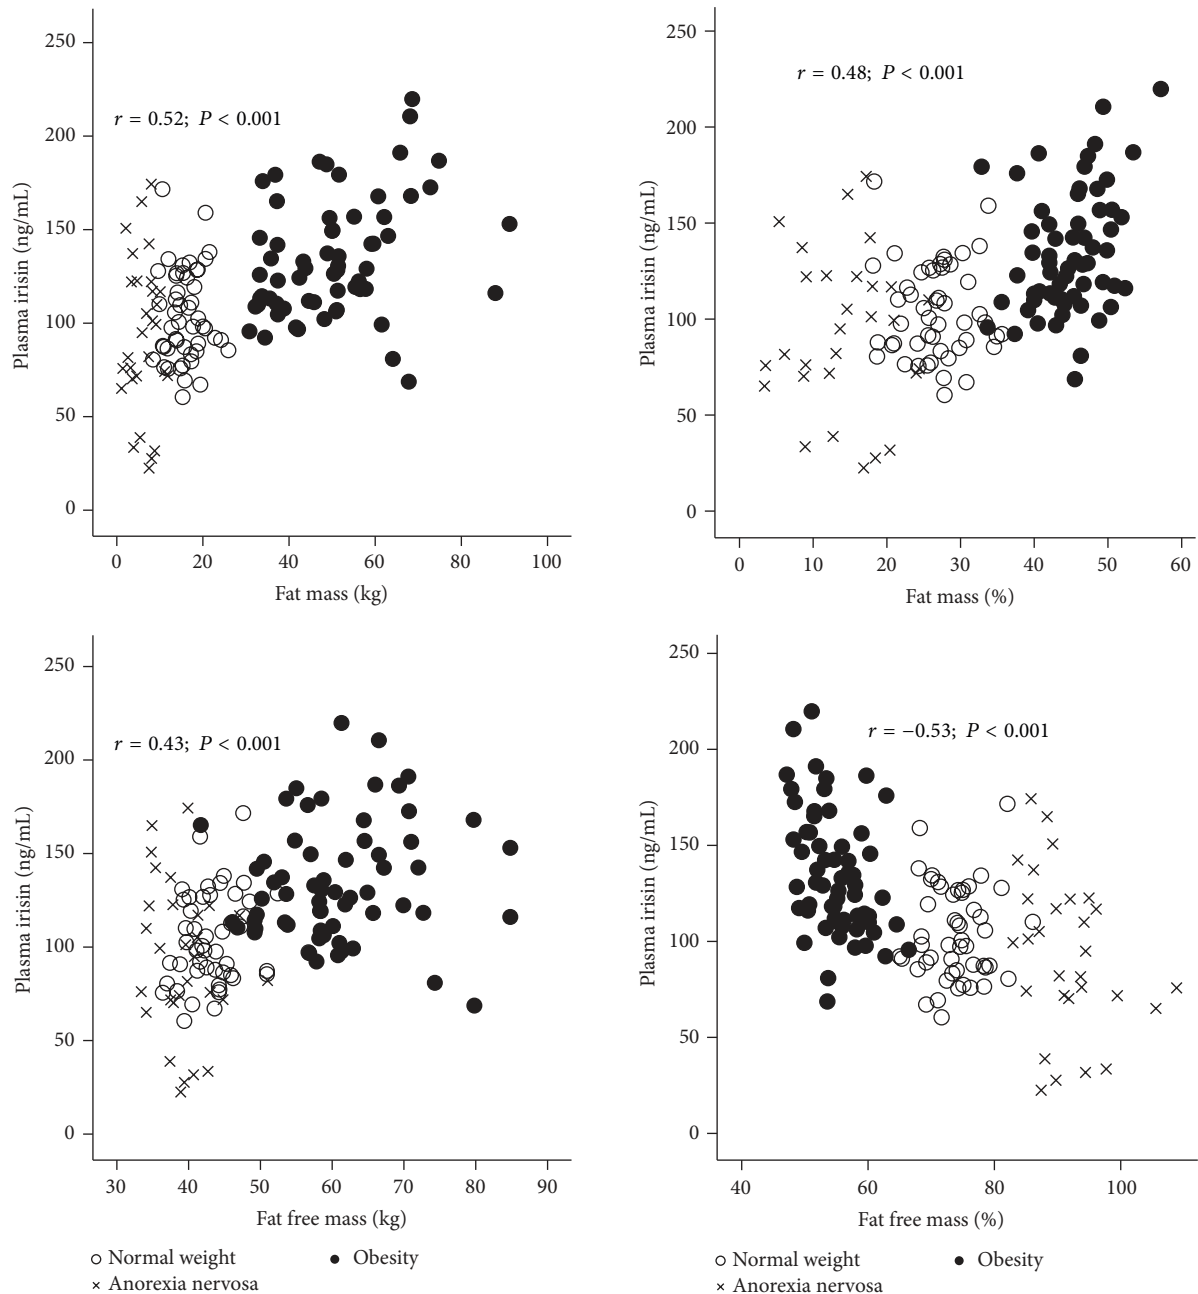 250
200
150
100
50
0
Plasma irisin (ng/mL)
r = 0.52; P < 0.001
0 20 40 60 80 100
Fat mass (kg)
250
200
150
100
50
0
Plasma irisin (ng/mL)
r = 0.48; P < 0.001
0 10 20 30 40 50 60
Fat mass (%)
250
200
150
100
50
0
Plasma irisin (ng/mL)
r = 0.43; P < 0.001
30 40 50 60 70 80 90
Fat free mass (kg)
Normal weight Obesity
Anorexia nervosa
250
200
150
100
50
0
Plasma irisin (ng/mL)
r = −0.53; P < 0.001
40 60 80 100
Fat free mass (%)
Normal weight Obesity
Anorexia nervosa